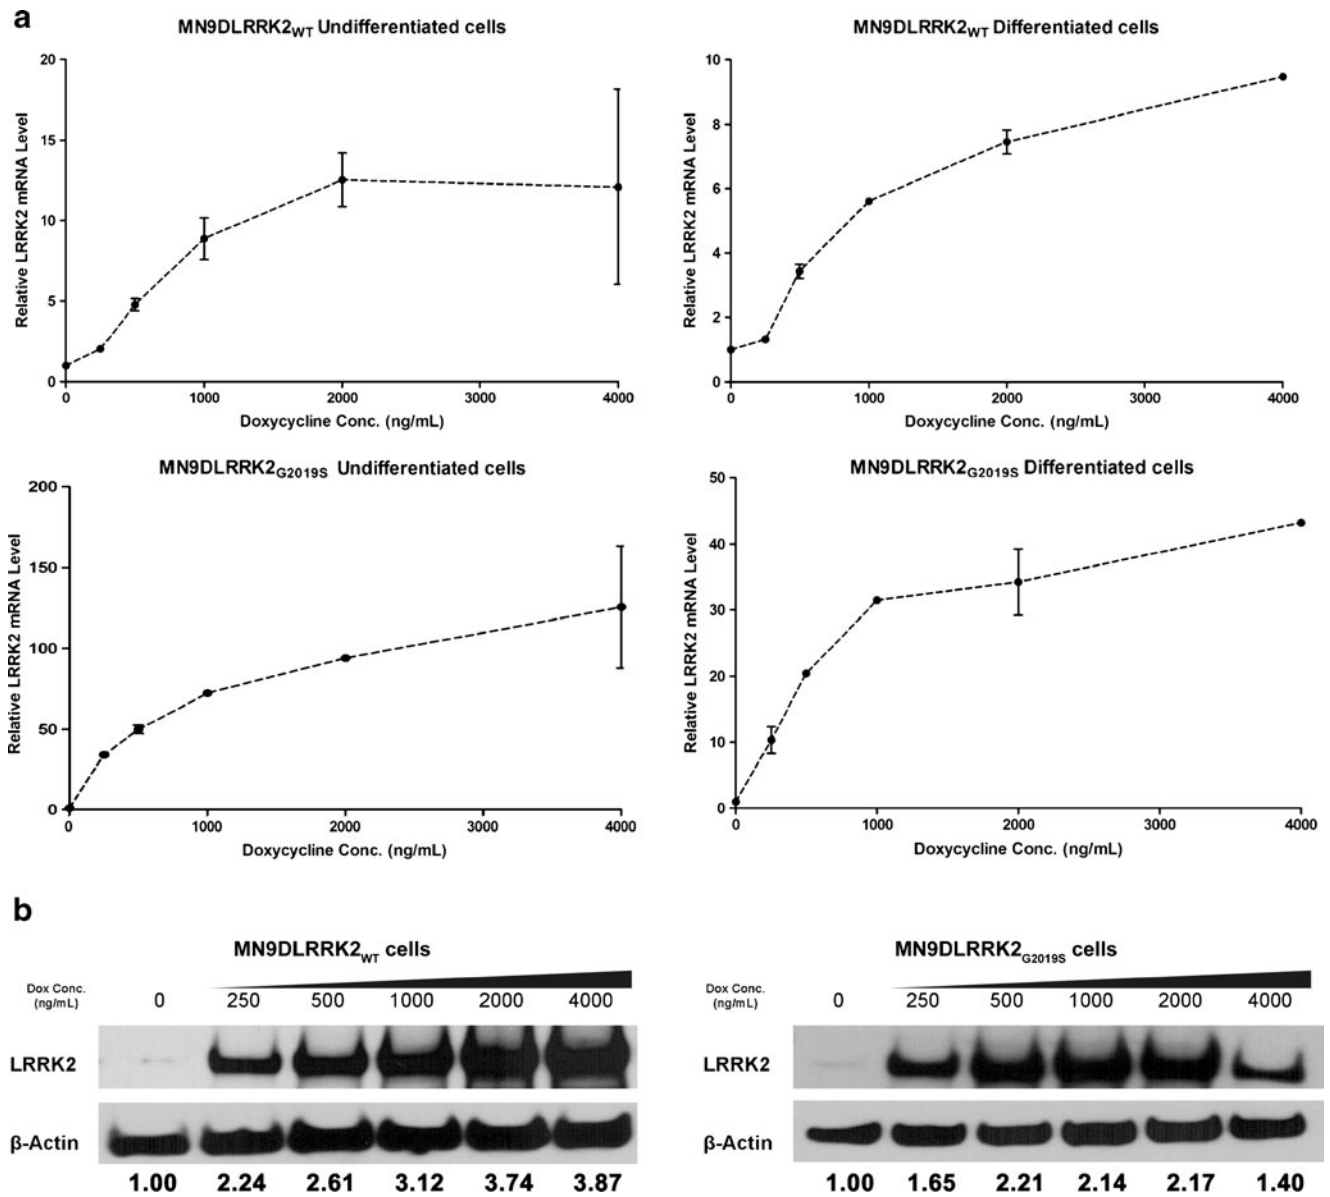 a
MN9DLRRK2WT Undifferentiated cells
Relative LRRK2 mRNA Level
20
15
10
5
0
0 1000 2000 3000 4000
Doxycycline Conc. (ng/mL)
MN9DLRRK2WT Differentiated cells
Relative LRRK2 mRNA Level
10
8
6
4
2
0
0 1000 2000 3000 4000
Doxycycline Conc. (ng/mL)
MN9DLRRK2G2019S Undifferentiated cells
Relative LRRK2 mRNA Level
200
150
100
50
0
0 1000 2000 3000 4000
Doxycycline Conc. (ng/mL)
MN9DLRRK2G2019S Differentiated cells
Relative LRRK2 mRNA Level
50
40
30
20
10
0
0 1000 2000 3000 4000
Doxycycline Conc. (ng/mL)
b
MN9DLRRK2WT cells
Dox Conc.
(ng/mL) 0 250 500 1000 2000 4000
LRRK2
β-Actin
1.00 2.24 2.61 3.12 3.74 3.87
MN9DLRRK2G2019S cells
Dox Conc.
(ng/mL) 0 250 500 1000 2000 4000
LRRK2
β-Actin
1.00 1.65 2.21 2.14 2.17 1.40